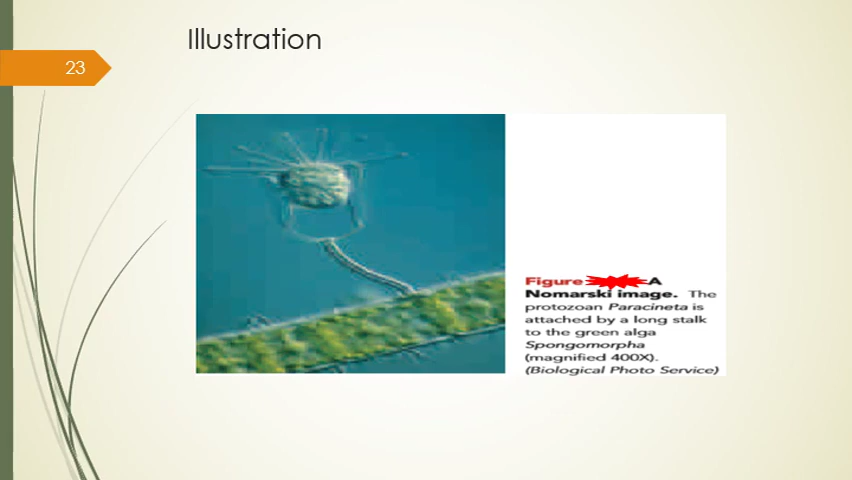 Illustration
23
Figure A
Nomarski image. The
protozoan Paracineta is
attached by a long stalk
to the green alga
Spongomorpha
(magnified 400X).
(Biological Photo Service)